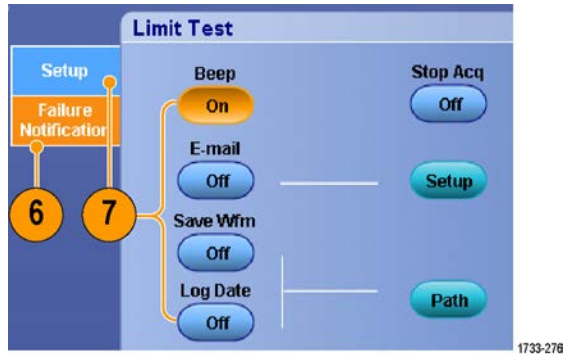 Limit Test
Setup
Failure
Notification
Beep
On
Stop Acq
Off
E-mail
Off
Setup
6
7
Save Wfm
Off
Log Date
Off
Path
1733-276